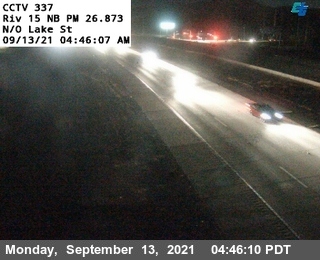 CCTV 337
Riv 15 NB PM 26.873
N/O Lake St
09/13/21 04:46:07 AM
Monday, September 13, 2021 04:46:10 PDT